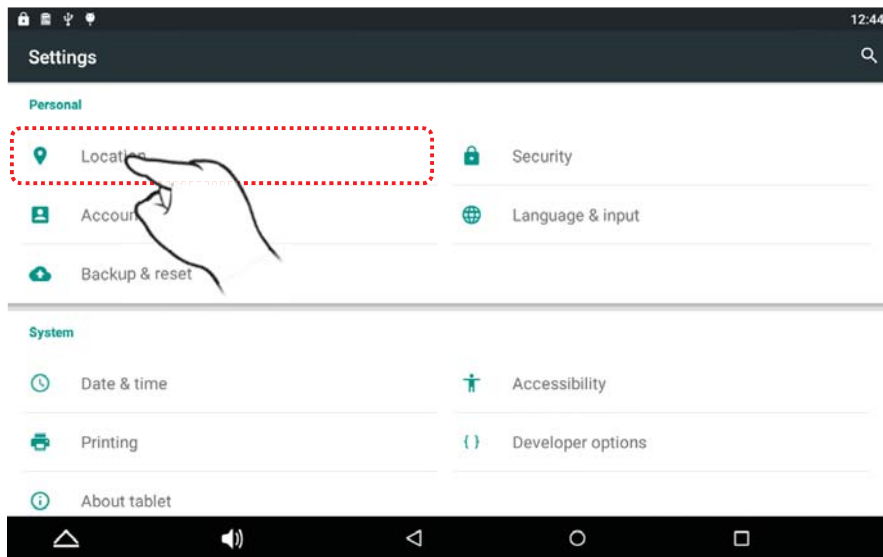 12:44
Settings
Personal
Location
Security
Accoun
Language & input
Backup & reset
System
Date & time
Accessibility
Printing
{ } Developer options
About tablet